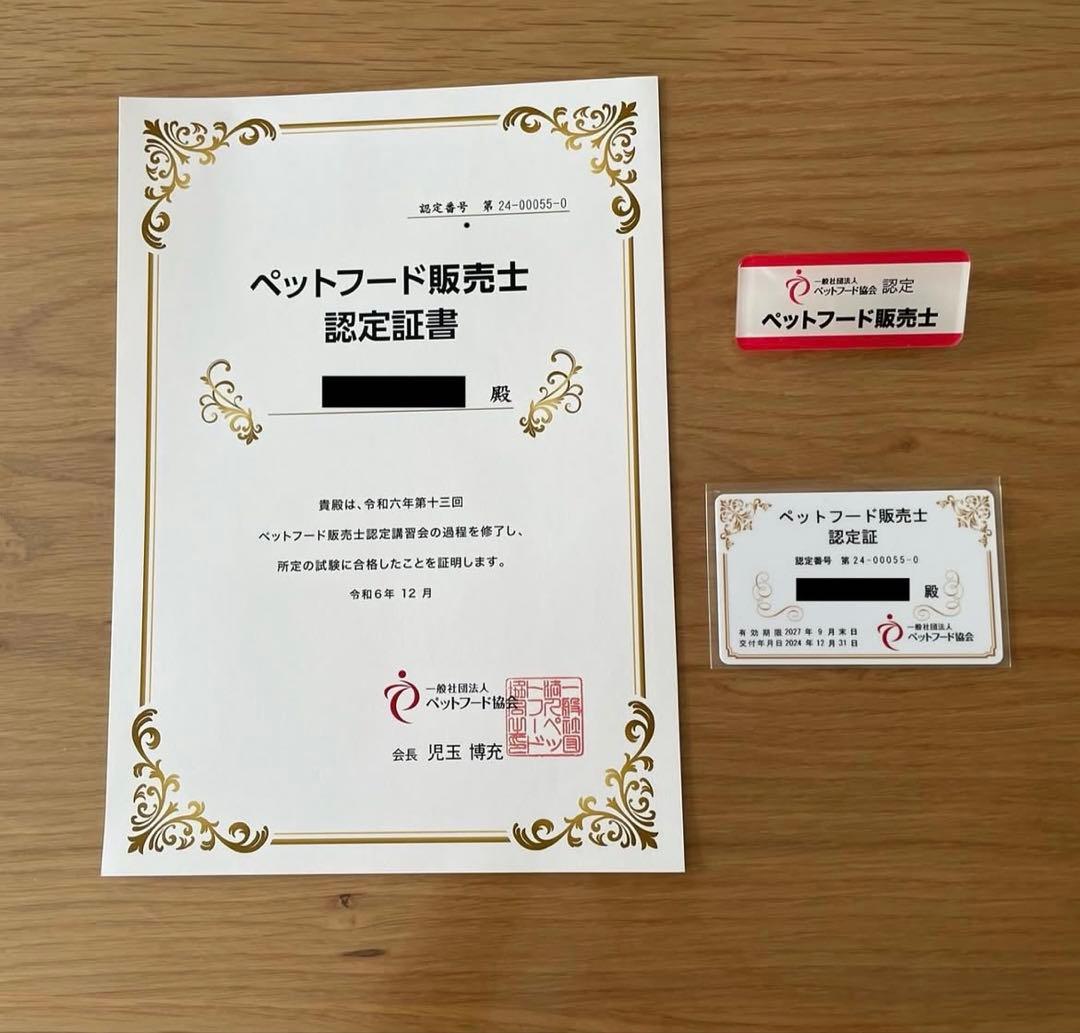 認定番号 第 24-00055-0
ペットフード販売士
認定証書
殿
貴殿は、令和六年第十三回
ペットフード販売士認定講習会の過程を修了し、
所定の試験に合格したことを証明します。
令和6年 12 月
一般社団法人
ペットフード協会
会長 児玉 博充
一般社団法人
ペットフード協会 認定
ペットフード販売士
ペットフード販売士
認定証
認定番号 第 24-00055-0
殿
有効期限 2027 年 9 月末日
交付年月日 2024 年 12 月 31 日
一般社団法人
ペットフード協会